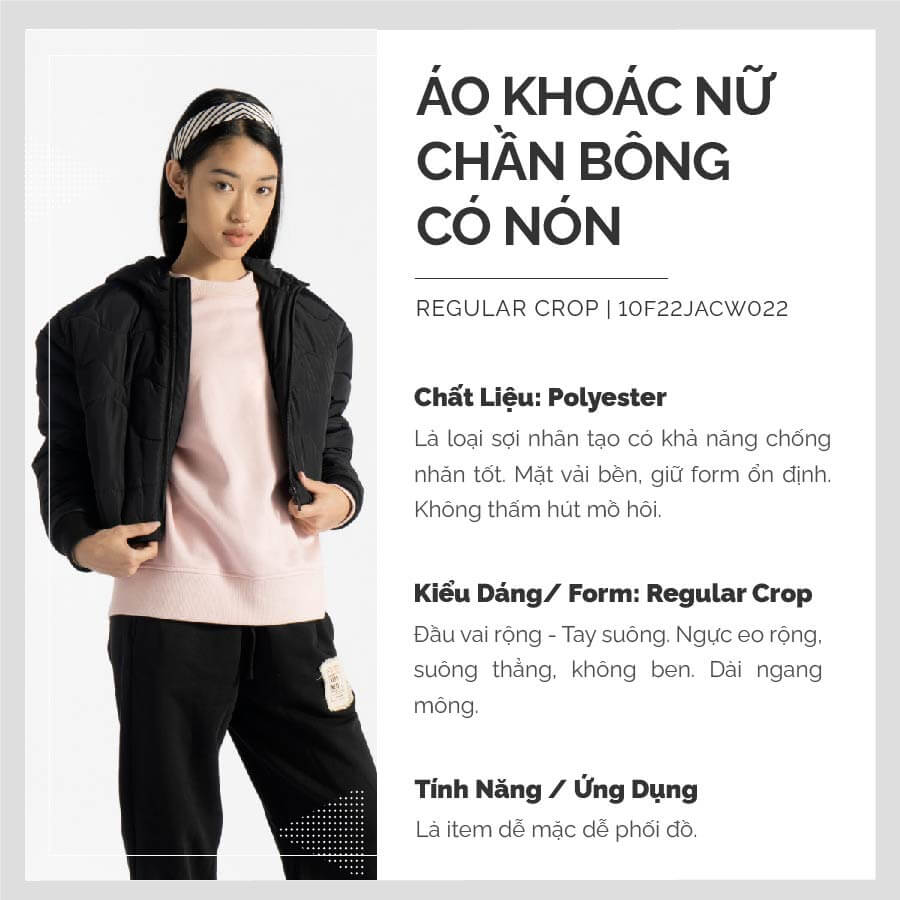 ÁO KHOÁC NỮ
CHẦN BÔNG
CÓ NÓN
REGULAR CROP | 10F22JACW022
Chất Liệu: Polyester
Là loại sợi nhân tạo có khả năng chống
nhăn tốt. Mặt vải bền, giữ form ổn định.
Không thấm hút mồ hôi.
Kiểu Dáng/ Form: Regular Crop
Đầu vai rộng - Tay suông. Ngực eo rộng,
suông thẳng, không ben. Dài ngang
mông.
Tính Năng / Ứng Dụng
Là item dễ mặc dễ phối đồ.